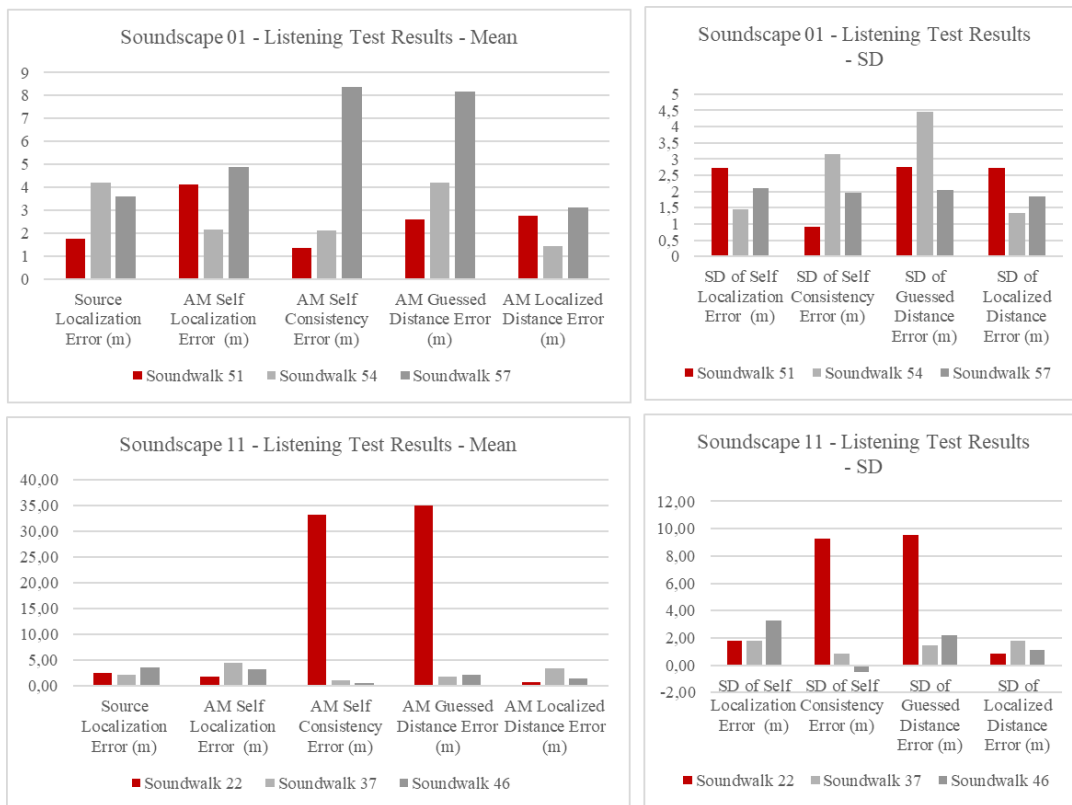 Soundscape 01 - Listening Test Results - Mean
9
8
7
6
5
4
3
2
1
0
Source
Localization
Error (m)
AM Self
Localization
Error (m)
AM Self
Consistency
Error (m)
AM Guessed
Distance Error
(m)
AM Localized
Distance Error
(m)
Soundwalk 51
Soundwalk 54
Soundwalk 57
Soundscape 01 - Listening Test Results
- SD
5
4,5
4
3,5
3
2,5
2
1,5
1
0,5
0
SD of Self
Localization
Error (m)
SD of Self
Consistency
Error (m)
SD of
Guessed
Distance
Error (m)
SD of
Localized
Distance
Error (m)
Soundwalk 51
Soundwalk 54
Soundwalk 57
Soundscape 11 - Listening Test Results - Mean
40,00
35,00
30,00
25,00
20,00
15,00
10,00
5,00
0,00
Source
Localization
Error (m)
AM Self
Localization
Error (m)
AM Self
Consistency
Error (m)
AM Guessed
Distance Error
(m)
AM Localized
Distance Error
(m)
Soundwalk 22
Soundwalk 37
Soundwalk 46
Soundscape 11 - Listening Test Results
- SD
12,00
10,00
8,00
6,00
4,00
2,00
0,00
-2,00
SD of Self
Localization
Error (m)
SD of Self
Consistency
Error (m)
SD of
Guessed
Distance
Error (m)
SD of
Localized
Distance
Error (m)
Soundwalk 22
Soundwalk 37
Soundwalk 46